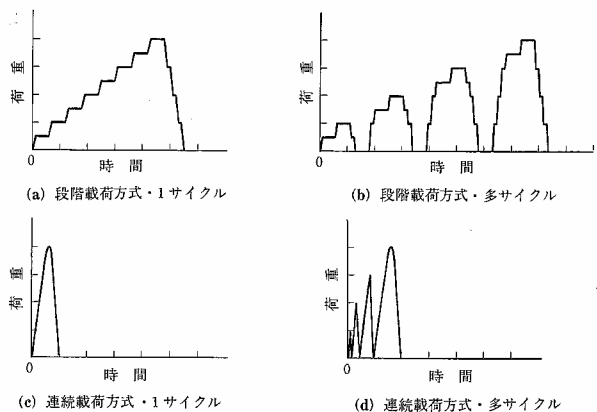 荷重
0
時間
(a) 段階載荷方式・1サイクル
荷重
0
時間
(b) 段階載荷方式・多サイクル
荷重
0
時間
(c) 連続載荷方式・1サイクル
荷重
0
時間
(d) 連続載荷方式・多サイクル